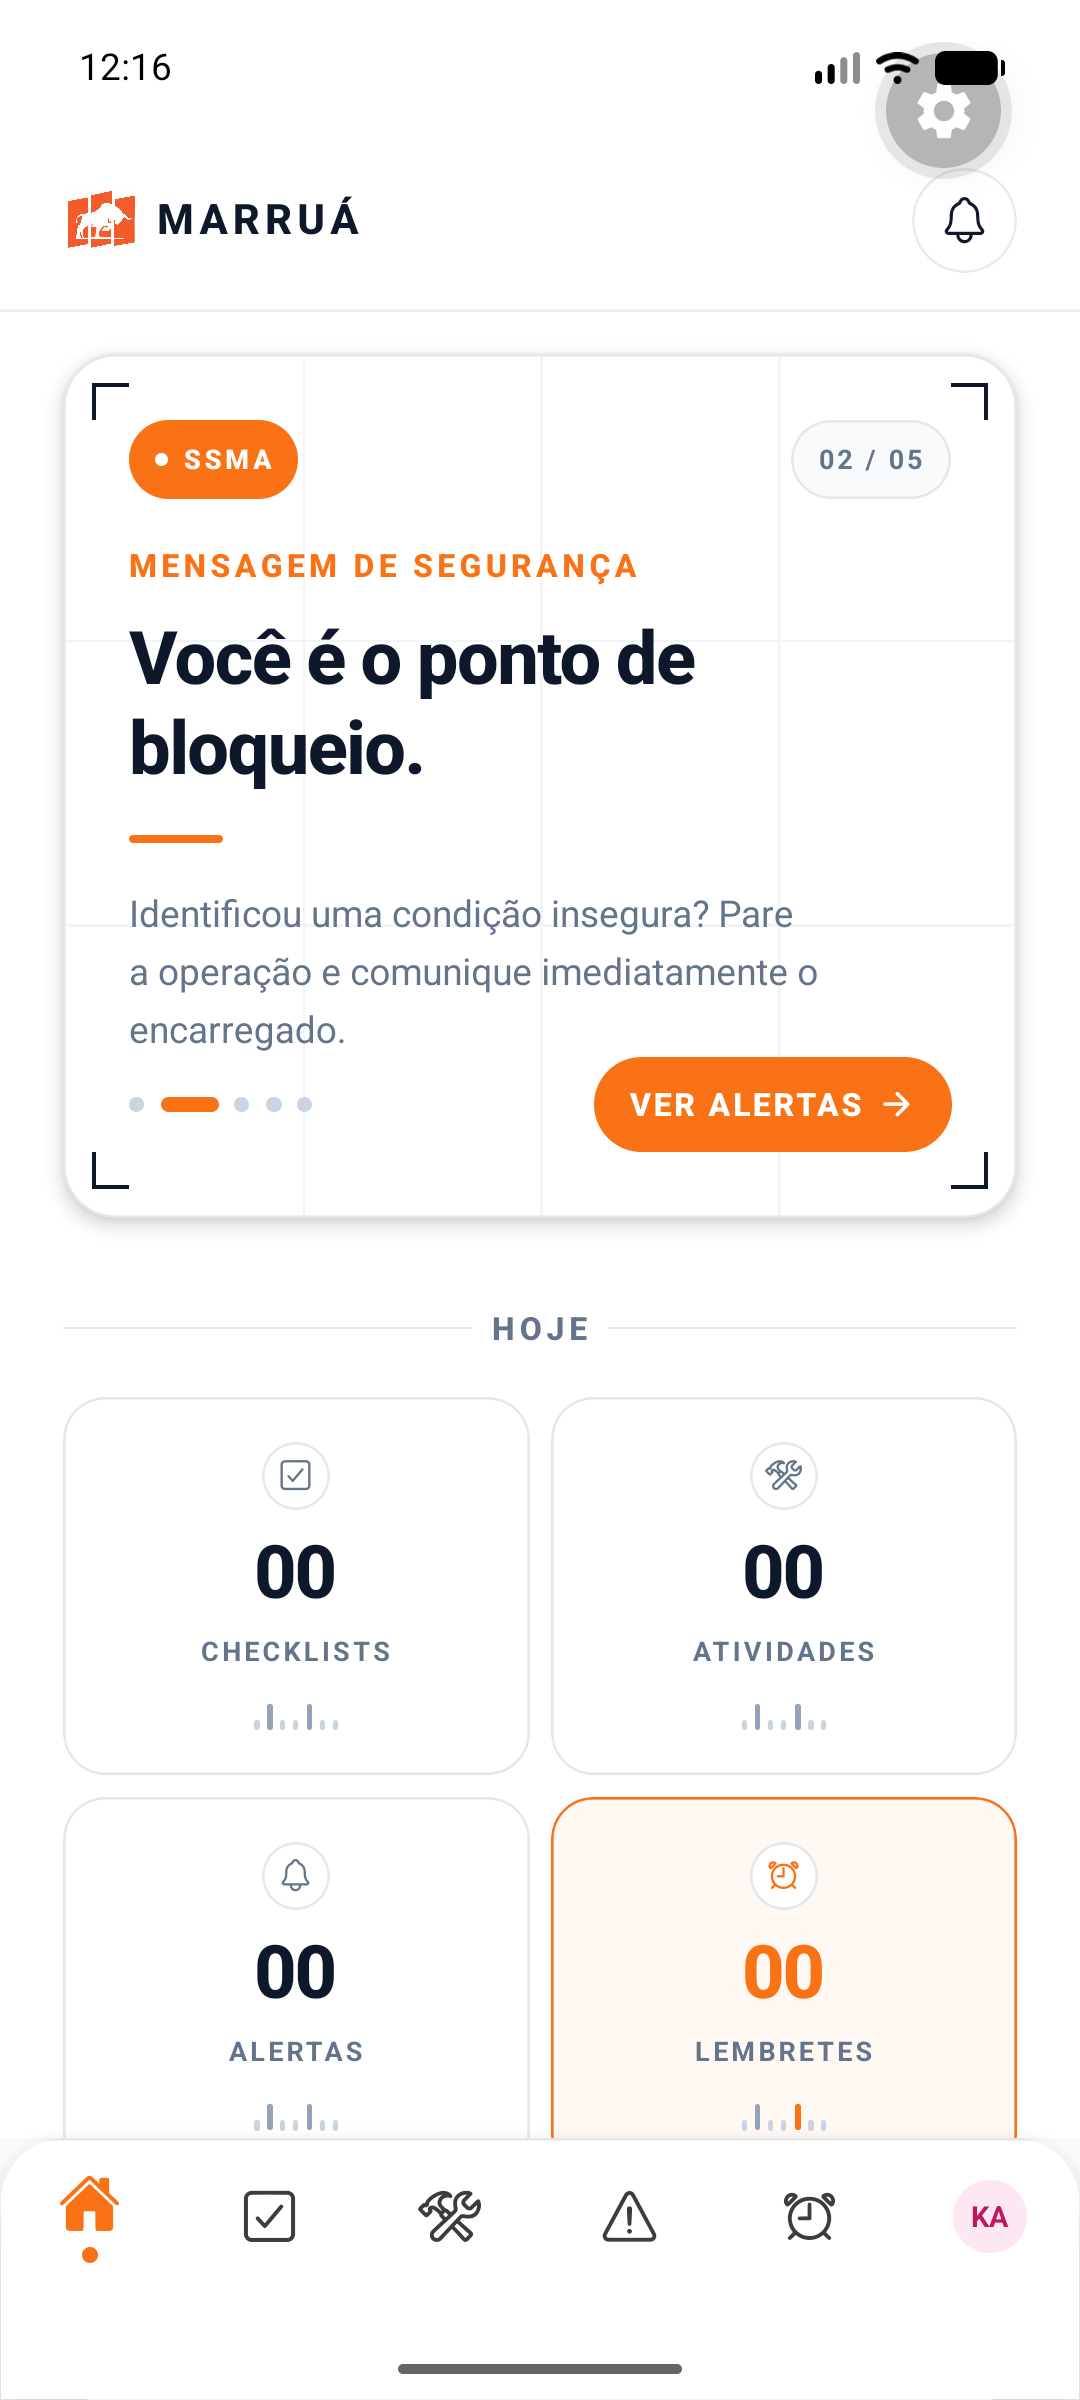 12:16
MARRUÁ
SSMA
02 / 05
MENSAGEM DE SEGURANÇA
Você é o ponto de
bloqueio.
Identificou uma condição insegura? Pare
a operação e comunique imediatamente o
encarregado.
VER ALERTAS →
HOJE
00
CHECKLISTS
00
ATIVIDADES
00
ALERTAS
00
LEMBRETES
KA